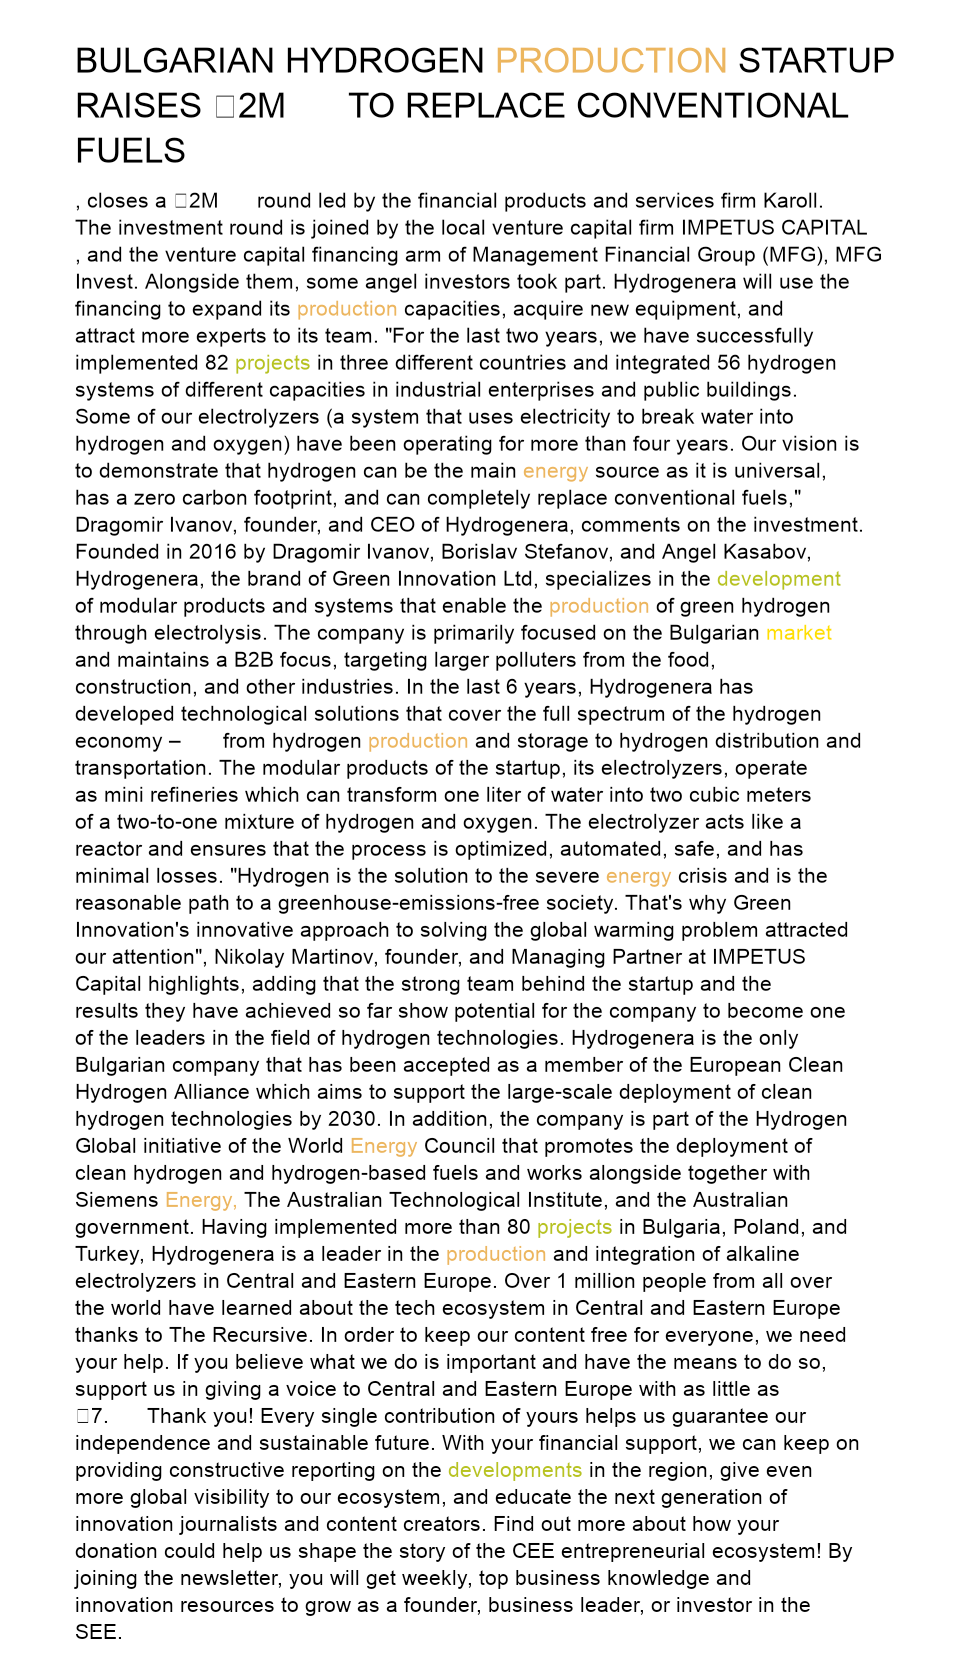 BULGARIAN HYDROGEN PRODUCTION STARTUP
RAISES □2M TO REPLACE CONVENTIONAL
FUELS
, closes a □2M round led by the financial products and services firm Karoll.
The investment round is joined by the local venture capital firm IMPETUS CAPITAL
, and the venture capital financing arm of Management Financial Group (MFG), MFG
Invest. Alongside them, some angel investors took part. Hydrogenera will use the
financing to expand its production capacities, acquire new equipment, and
attract more experts to its team. "For the last two years, we have successfully
implemented 82 projects in three different countries and integrated 56 hydrogen
systems of different capacities in industrial enterprises and public buildings.
Some of our electrolyzers (a system that uses electricity to break water into
hydrogen and oxygen) have been operating for more than four years. Our vision is
to demonstrate that hydrogen can be the main energy source as it is universal,
has a zero carbon footprint, and can completely replace conventional fuels,"
Dragomir Ivanov, founder, and CEO of Hydrogenera, comments on the investment.
Founded in 2016 by Dragomir Ivanov, Borislav Stefanov, and Angel Kasabov,
Hydrogenera, the brand of Green Innovation Ltd, specializes in the development
of modular products and systems that enable the production of green hydrogen
through electrolysis. The company is primarily focused on the Bulgarian market
and maintains a B2B focus, targeting larger polluters from the food,
construction, and other industries. In the last 6 years, Hydrogenera has
developed technological solutions that cover the full spectrum of the hydrogen
economy – from hydrogen production and storage to hydrogen distribution and
transportation. The modular products of the startup, its electrolyzers, operate
as mini refineries which can transform one liter of water into two cubic meters
of a two-to-one mixture of hydrogen and oxygen. The electrolyzer acts like a
reactor and ensures that the process is optimized, automated, safe, and has
minimal losses. "Hydrogen is the solution to the severe energy crisis and is the
reasonable path to a greenhouse-emissions-free society. That's why Green
Innovation's innovative approach to solving the global warming problem attracted
our attention", Nikolay Martinov, founder, and Managing Partner at IMPETUS
Capital highlights, adding that the strong team behind the startup and the
results they have achieved so far show potential for the company to become one
of the leaders in the field of hydrogen technologies. Hydrogenera is the only
Bulgarian company that has been accepted as a member of the European Clean
Hydrogen Alliance which aims to support the large-scale deployment of clean
hydrogen technologies by 2030. In addition, the company is part of the Hydrogen
Global initiative of the World Energy Council that promotes the deployment of
clean hydrogen and hydrogen-based fuels and works alongside together with
Siemens Energy, The Australian Technological Institute, and the Australian
government. Having implemented more than 80 projects in Bulgaria, Poland, and
Turkey, Hydrogenera is a leader in the production and integration of alkaline
electrolyzers in Central and Eastern Europe. Over 1 million people from all over
the world have learned about the tech ecosystem in Central and Eastern Europe
thanks to The Recursive. In order to keep our content free for everyone, we need
your help. If you believe what we do is important and have the means to do so,
support us in giving a voice to Central and Eastern Europe with as little as
□7. Thank you! Every single contribution of yours helps us guarantee our
independence and sustainable future. With your financial support, we can keep on
providing constructive reporting on the developments in the region, give even
more global visibility to our ecosystem, and educate the next generation of
innovation journalists and content creators. Find out more about how your
donation could help us shape the story of the CEE entrepreneurial ecosystem! By
joining the newsletter, you will get weekly, top business knowledge and
innovation resources to grow as a founder, business leader, or investor in the
SEE.